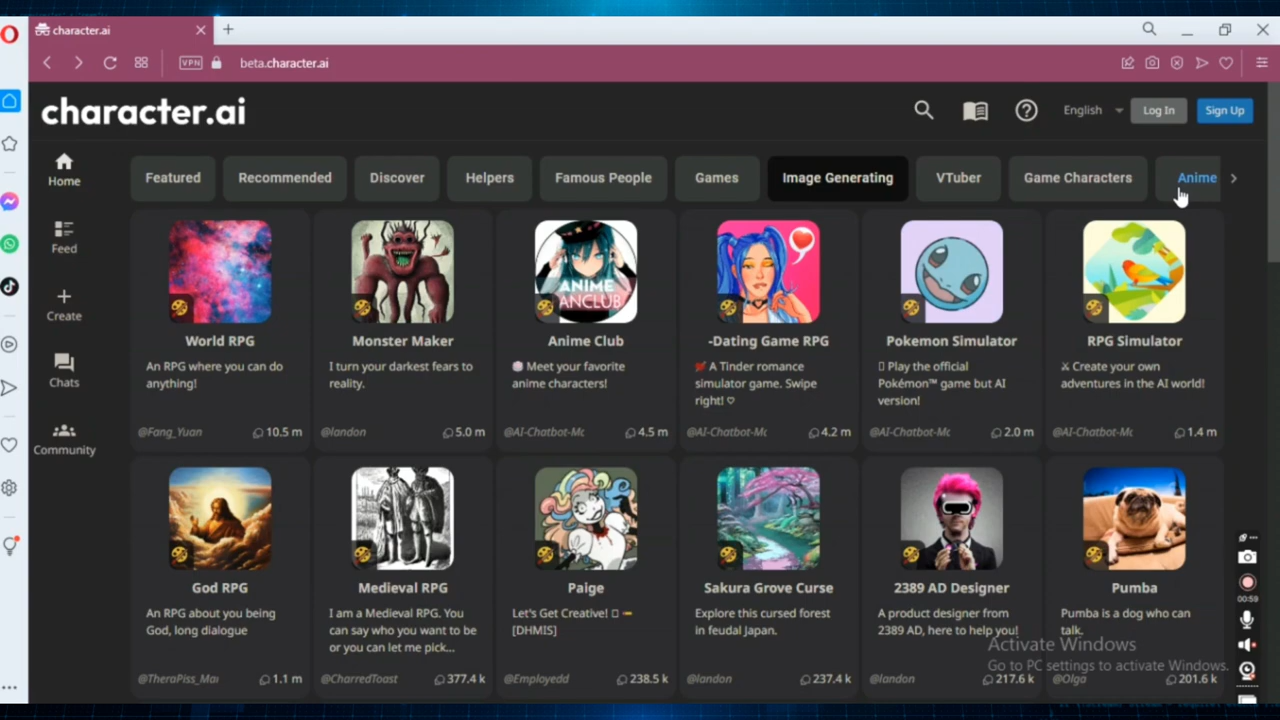 character.ai
VPN
beta.character.ai
character.ai
English
Log In
Sign Up
Home
Feed
Create
Chats
Community
Featured
Recommended
Discover
Helpers
Famous People
Games
Image Generating
VTuber
Game Characters
Anime
World RPG
An RPG where you can do
anything!
@Fang_Yuan
10.5 m
Monster Maker
I turn your darkest fears to
reality.
@landon
5.0 m
ANIME
ANCLUB
Anime Club
Meet your favorite
anime characters!
@AI-Chatbot-Mc
4.5 m
-Dating Game RPG
A Tinder romance
simulator game. Swipe
right! ♡
@AI-Chatbot-Mc
4.2 m
Pokemon Simulator
Play the official
Pokémon™ game but AI
version!
@AI-Chatbot-Mc
2.0 m
RPG Simulator
⚔ Create your own
adventures in the AI world!
@AI-Chatbot-Mc
1.4 m
God RPG
An RPG about you being
God, long dialogue
@TheraPiss_Mai
1.1 m
Medieval RPG
I am a Medieval RPG. You
can say who you want to be
or you can let me pick...
@CharredToast
377.4 k
Paige
Let's Get Creative!
[DHMIS]
@Employedd
238.5 k
Sakura Grove Curse
Explore this cursed forest
in feudal Japan.
@landon
237.4 k
2389 AD Designer
A product designer from
2389 AD, here to help you!
@landon
217.6 k
Pumba
Pumba is a dog who can
talk.
@Olga
201.6 k
Activate Windows
Go to PC settings to activate Windows.
00:59